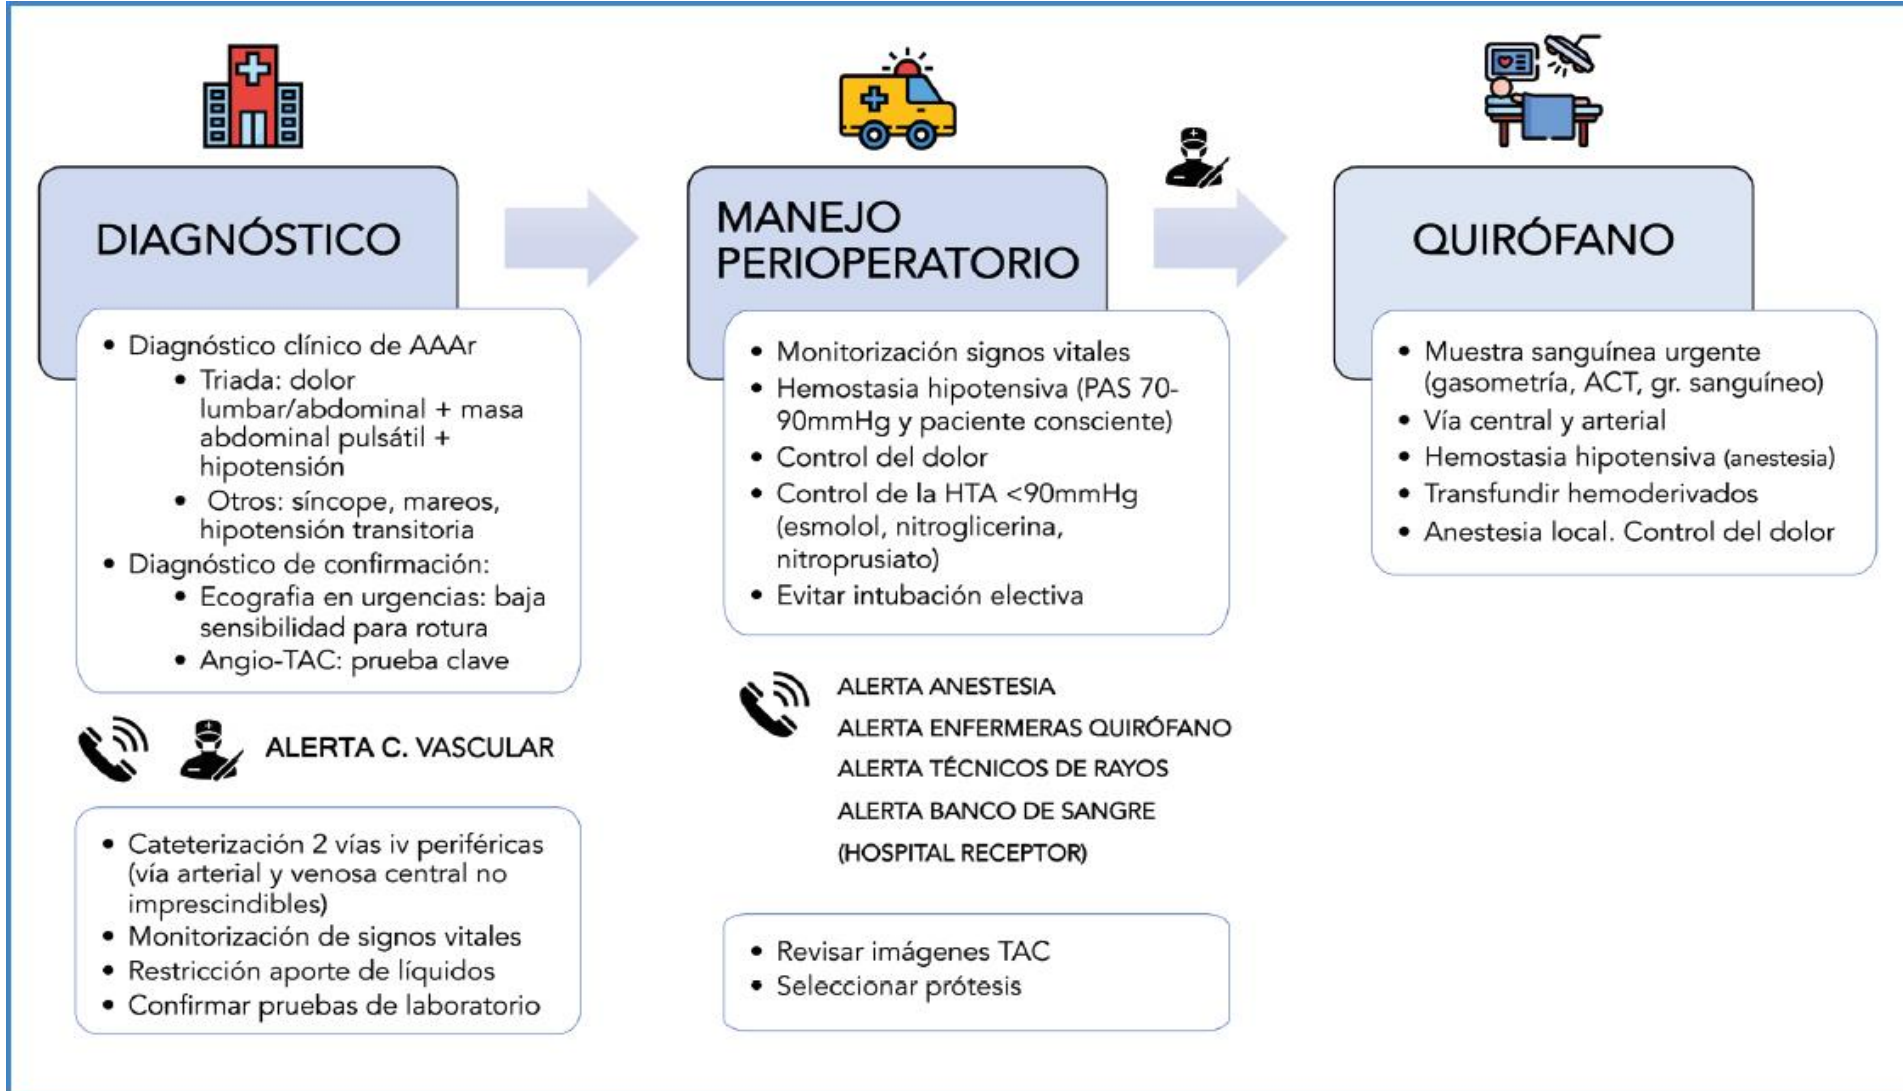 DIAGNÓSTICO
• Diagnóstico clínico de AAAr
• Triada: dolor
lumbar/abdominal + masa
abdominal pulsátil +
hipotensión
• Otros: síncope, mareos,
hipotensión transitoria
• Diagnóstico de confirmación:
• Ecografia en urgencias: baja
sensibilidad para rotura
• Angio-TAC: prueba clave
ALERTA C. VASCULAR
• Cateterización 2 vías iv periféricas
(vía arterial y venosa central no
imprescindibles)
• Monitorización de signos vitales
• Restricción aporte de líquidos
• Confirmar pruebas de laboratorio
MANEJO
PERIOPERATORIO
• Monitorización signos vitales
• Hemostasia hipotensiva (PAS 70-
90mmHg y paciente consciente)
• Control del dolor
• Control de la HTA <90mmHg
(esmolol, nitroglicerina,
nitroprusiato)
• Evitar intubación electiva
ALERTA ANESTESIA
ALERTA ENFERMERAS QUIRÓFANO
ALERTA TÉCNICOS DE RAYOS
ALERTA BANCO DE SANGRE
(HOSPITAL RECEPTOR)
• Revisar imágenes TAC
• Seleccionar prótesis
QUIRÓFANO
• Muestra sanguínea urgente
(gasometría, ACT, gr. sanguíneo)
• Vía central y arterial
• Hemostasia hipotensiva (anestesia)
• Transfundir hemoderivados
• Anestesia local. Control del dolor